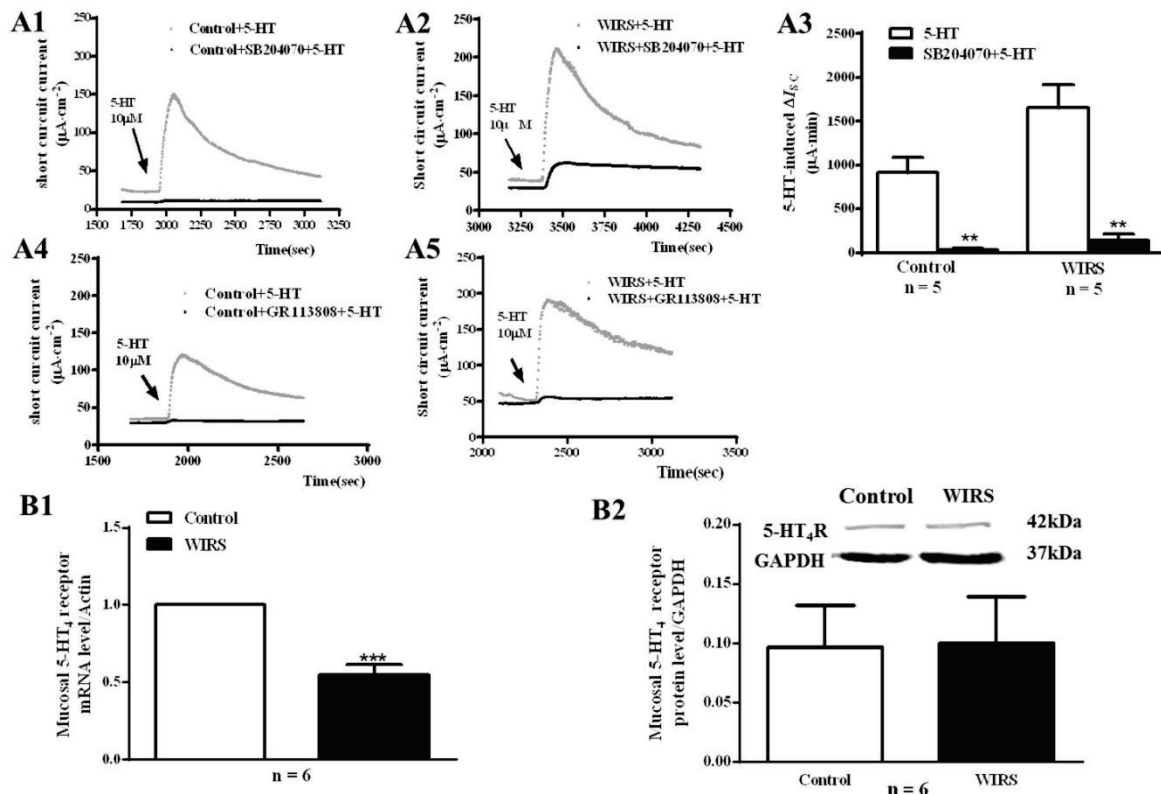 A1
Control+5-HT
Control+SB204070+5-HT
short curcuit current
(μA·cm⁻²)
200
150
100
50
0
5-HT
10μM
1500 1750 2000 2250 2500 2750 3000 3250
Time(sec)
A2
WIRS+5-HT
WIRS+SB204070+5-HT
Short circuit current
(μA·cm⁻²)
250
200
150
100
50
0
5-HT
10μ M
3000 3250 3500 3750 4000 4250 4500
Time(sec)
A3
5-HT
SB204070+5-HT
5-HT-induced ΔISC
(μA·min)
2500
2000
1500
1000
500
0
**
**
Control
n = 5
WIRS
n = 5
A4
Control+5-HT
Control+GR113808+5-HT
short curcuit current
(μA·cm⁻²)
200
150
100
50
0
5-HT
10μM
1500 2000 2500 3000
Time(sec)
A5
WIRS+5-HT
WIRS+GR113808+5-HT
Short circuit current
(μA·cm⁻²)
250
200
150
100
50
0
5-HT
10μM
2000 2500 3000 3500
Time(sec)
B1
Control
WIRS
Mucosal 5-HT₄ receptor
mRNA level/Actin
1.5
1.0
0.5
0.0
***
n = 6
B2
Control WIRS
5-HT₄R 42kDa
GAPDH 37kDa
Mucosal 5-HT₄ receptor
protein level/GAPDH
0.20
0.15
0.10
0.05
0.00
Control n = 6 WIRS